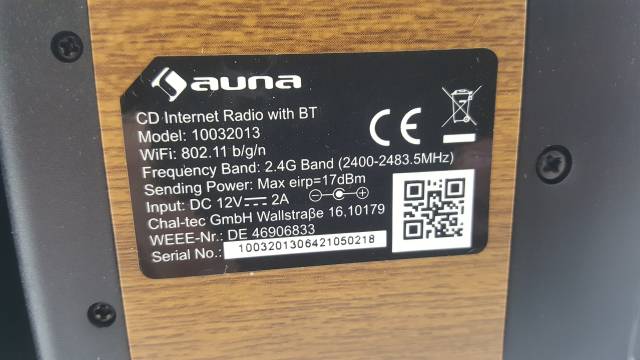 auna
CD Internet Radio with BT
Model: 10032013
WiFi: 802.11 b/g/n
Frequency Band: 2.4G Band (2400-2483.5MHz)
Sending Power: Max eirp=17dBm
Input: DC 12V⎓ 2A
Chal-tec GmbH Wallstraße 16,10179
WEEE-Nr.: DE 46906833
Serial No.: 1003201306421050218
CE